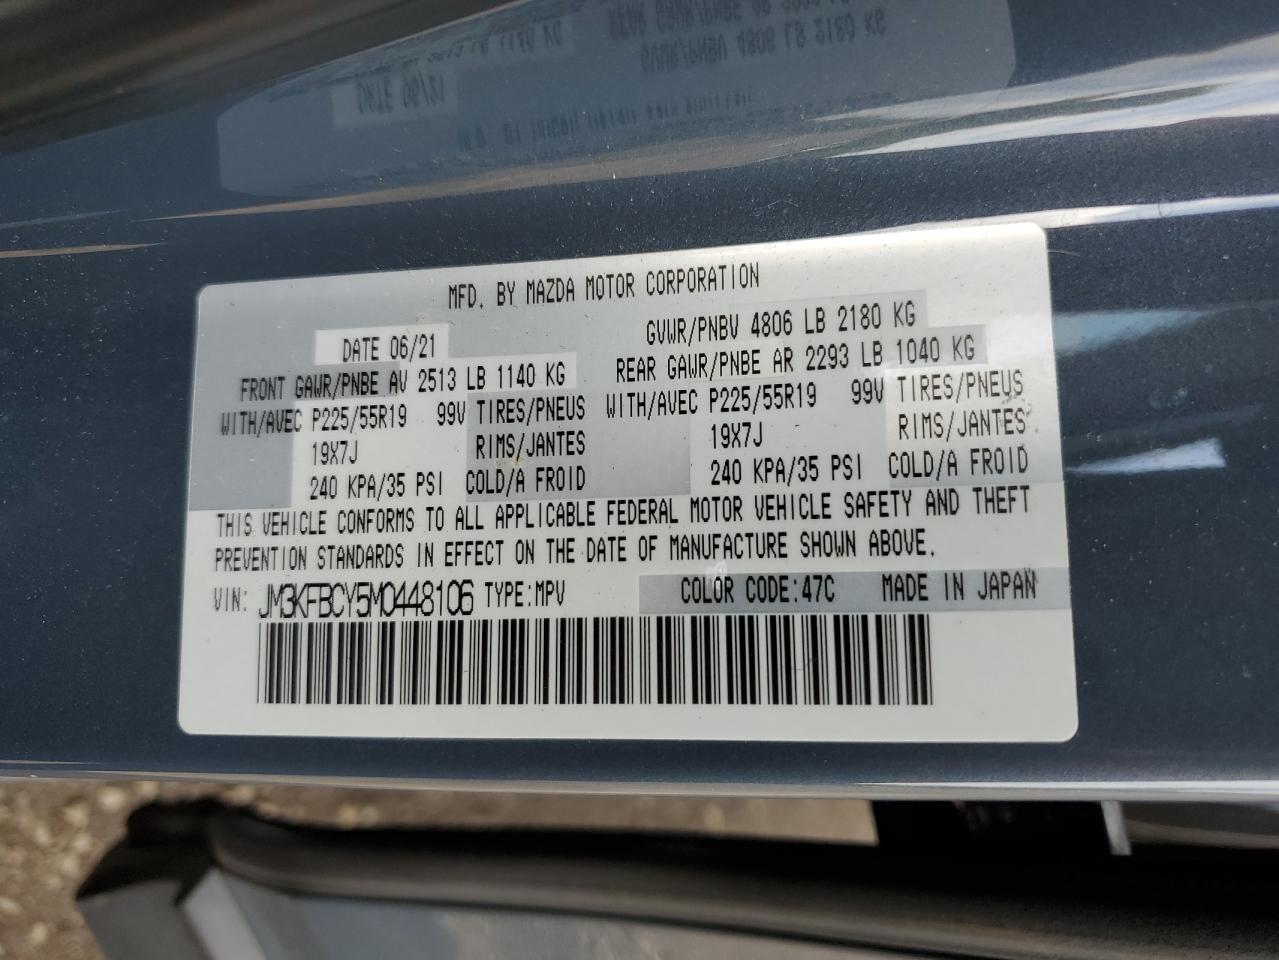 MFD. BY MAZDA MOTOR CORPORATION
DATE 06/21 GVWR/PNBV 4806 LB 2180 KG
FRONT GAWR/PNBE AV 2513 LB 1140 KG REAR GAWR/PNBE AR 2293 LB 1040 KG
WITH/AVEC P225/55R19 99V TIRES/PNEUS WITH/AVEC P225/55R19 99V TIRES/PNEUS
19X7J RIMS/JANTES 19X7J RIMS/JANTES
240 KPA/35 PSI COLD/A FROID 240 KPA/35 PSI COLD/A FROID
THIS VEHICLE CONFORMS TO ALL APPLICABLE FEDERAL MOTOR VEHICLE SAFETY AND THEFT
PREVENTION STANDARDS IN EFFECT ON THE DATE OF MANUFACTURE SHOWN ABOVE.
VIN: JM3KFBCY5M0448106 TYPE:MPV COLOR CODE:47C MADE IN JAPAN